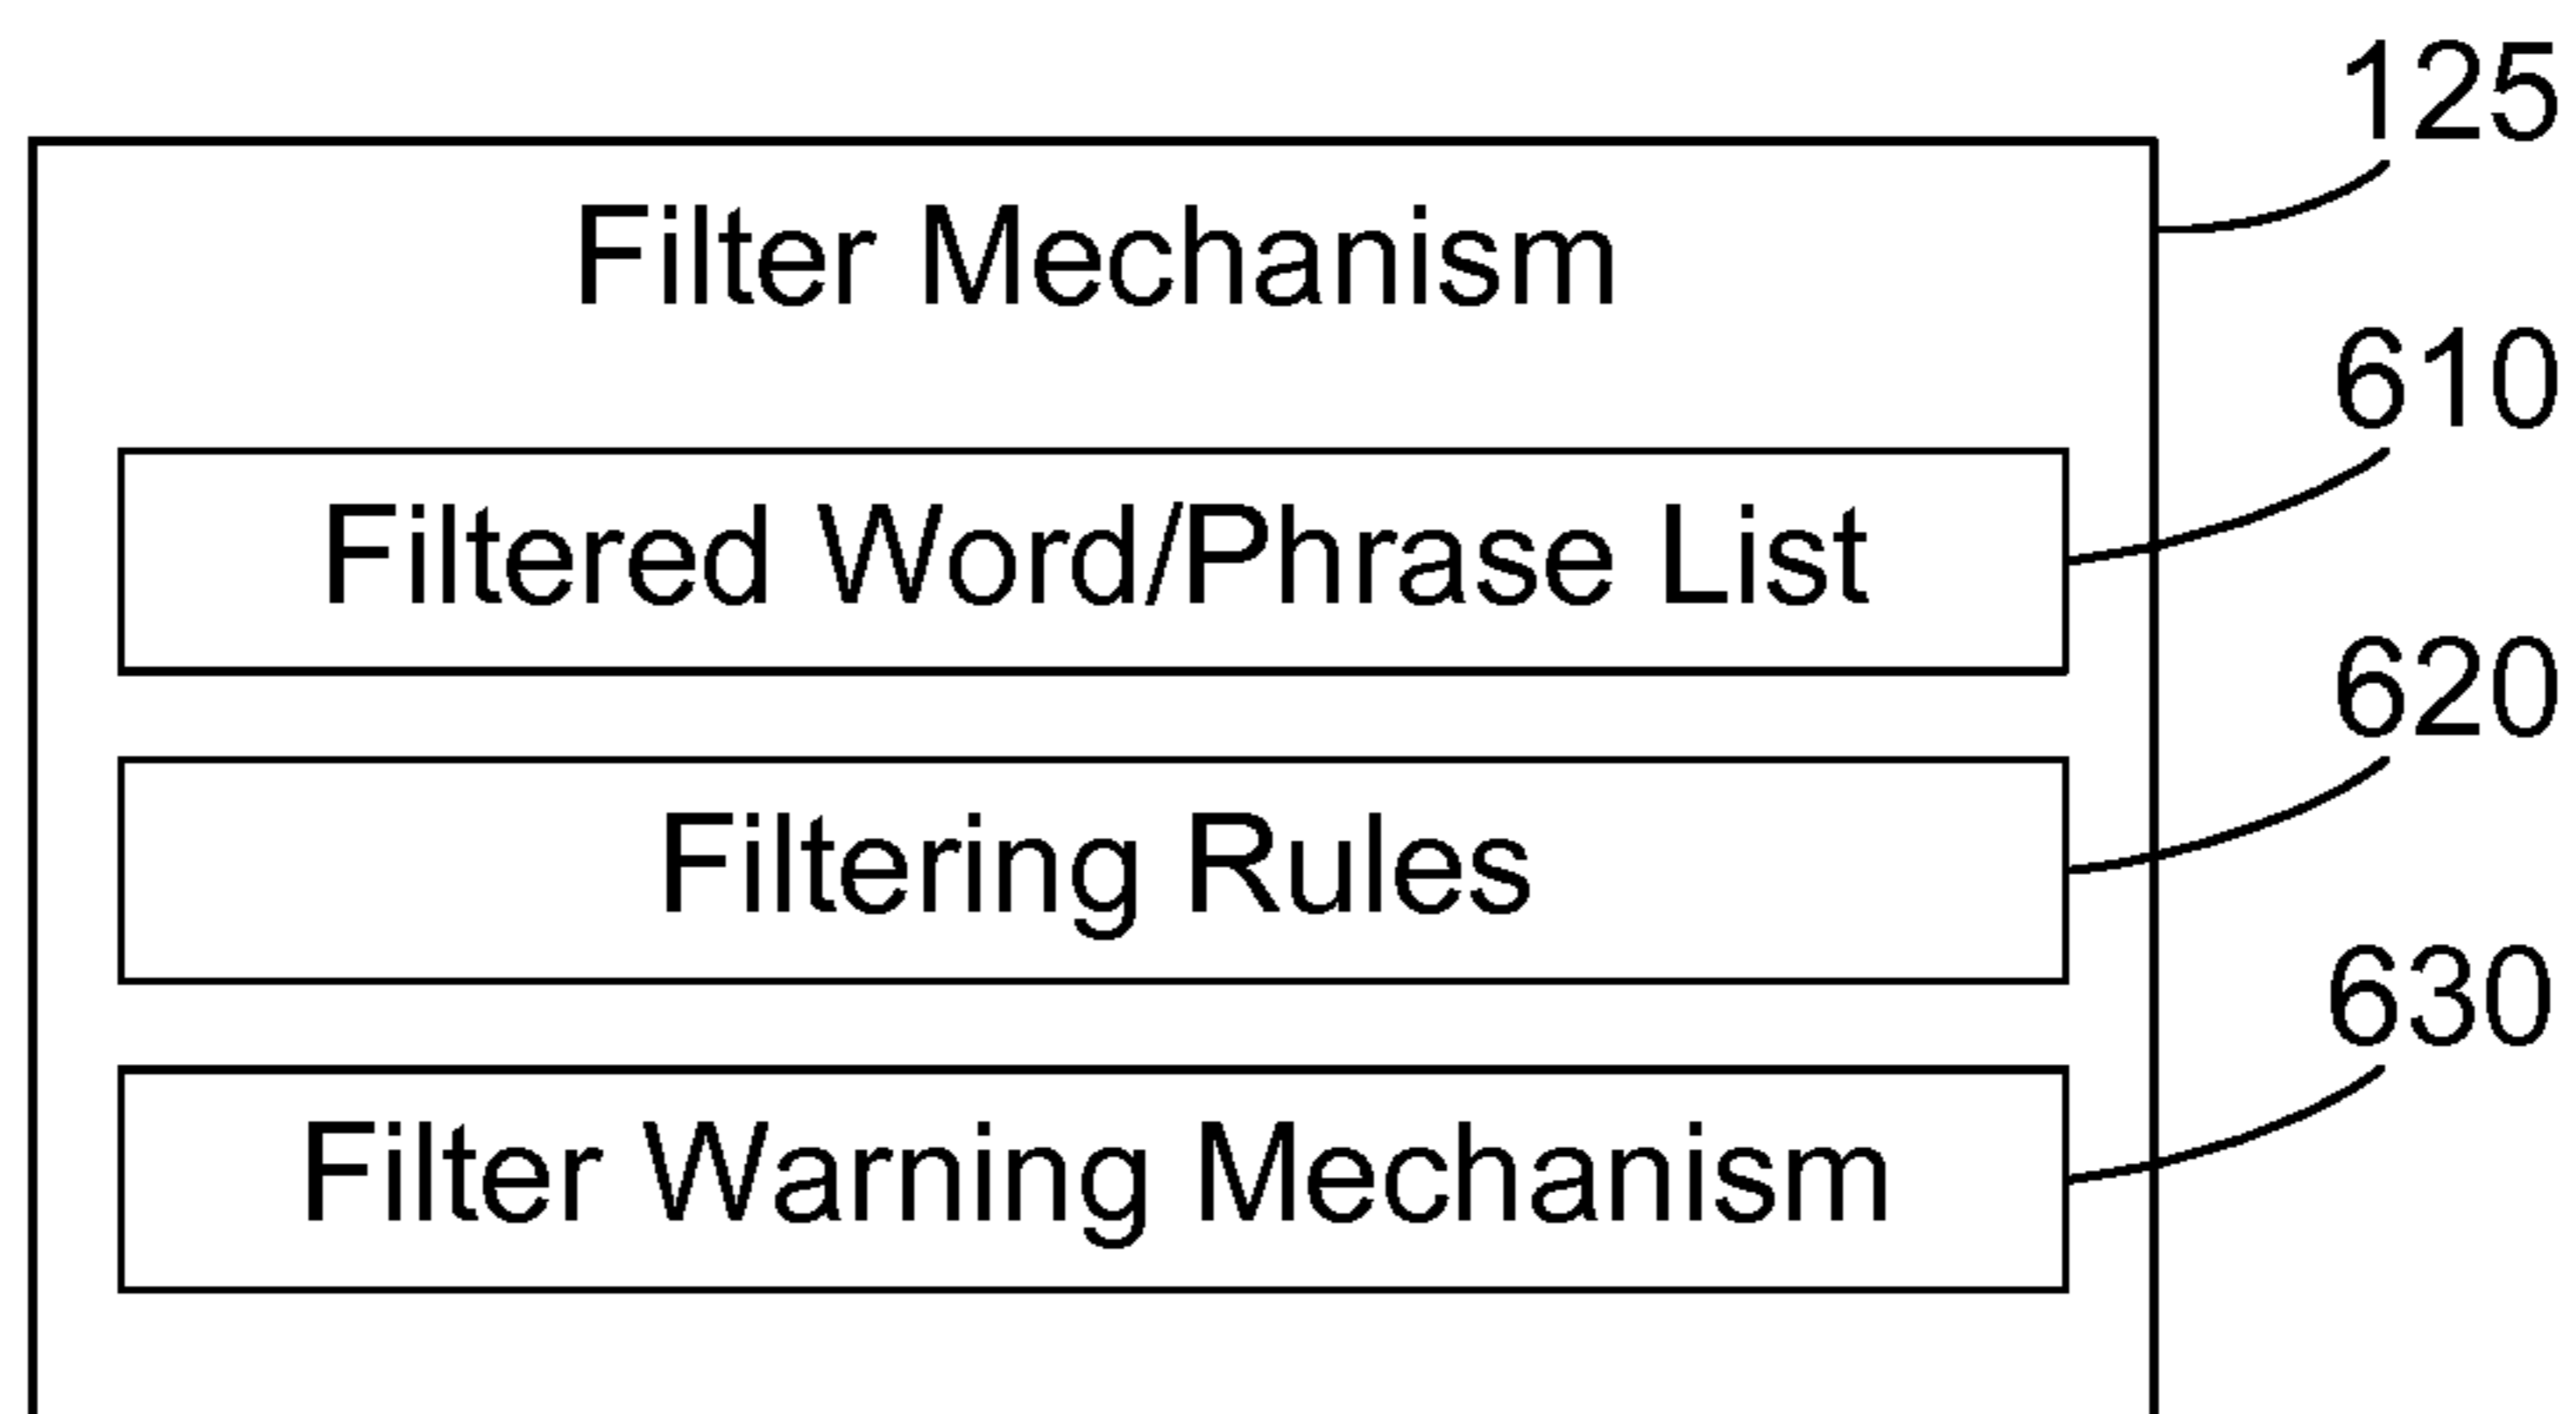 125
Filter Mechanism
610
Filtered Word/Phrase List
620
Filtering Rules
630
Filter Warning Mechanism